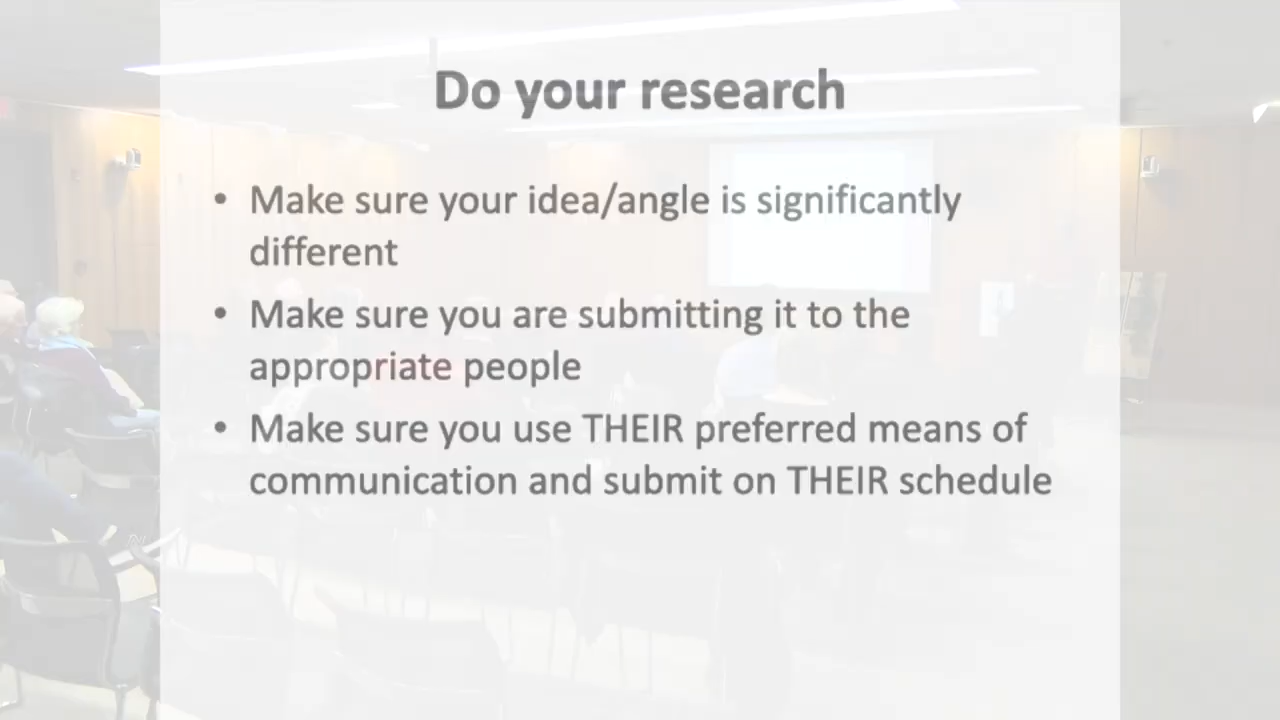 Do your research
• Make sure your idea/angle is significantly
different
• Make sure you are submitting it to the
appropriate people
• Make sure you use THEIR preferred means of
communication and submit on THEIR schedule